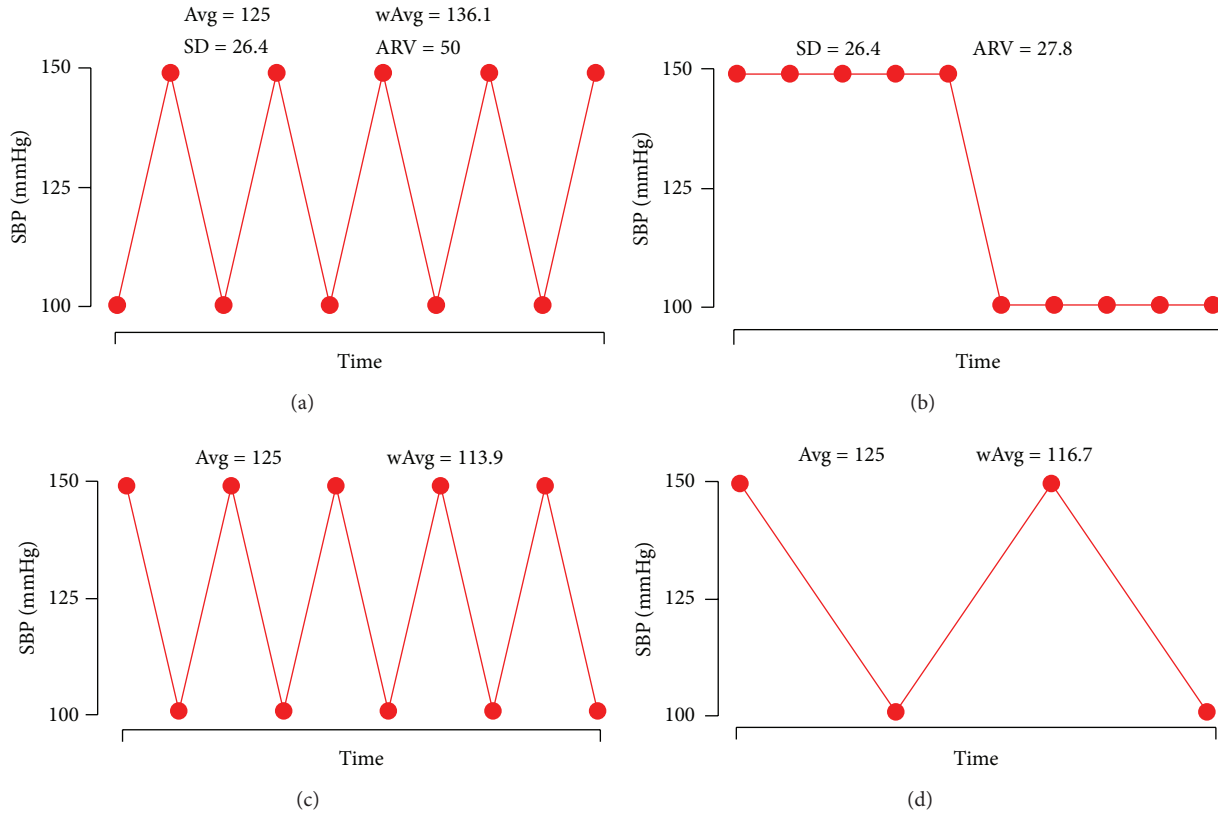 Avg = 125 wAvg = 136.1
SD = 26.4 ARV = 50
150
125
100
SBP (mmHg)
Time
(a)
SD = 26.4 ARV = 27.8
150
125
100
SBP (mmHg)
Time
(b)
Avg = 125 wAvg = 113.9
150
125
100
SBP (mmHg)
Time
(c)
Avg = 125 wAvg = 116.7
150
125
100
SBP (mmHg)
Time
(d)